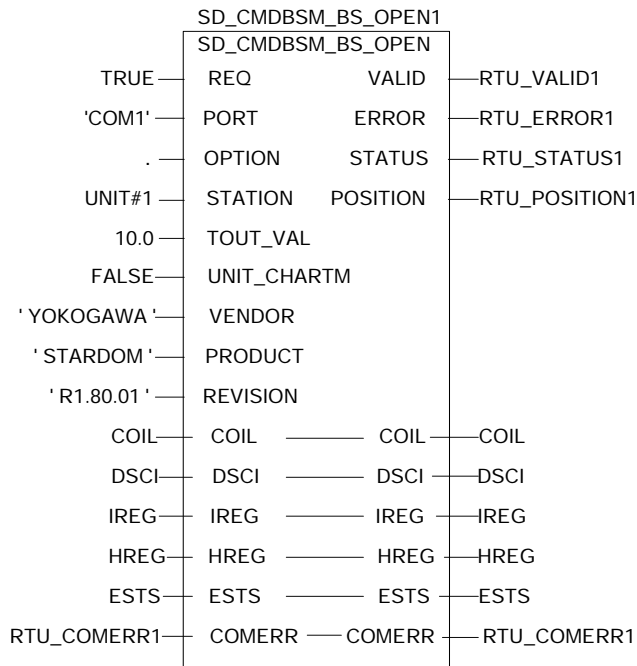 SD_CMDBSM_BS_OPEN1
SD_CMDBSM_BS_OPEN
TRUE REQ VALID RTU_VALID1
'COM1' PORT ERROR RTU_ERROR1
. OPTION STATUS RTU_STATUS1
UNIT#1 STATION POSITION RTU_POSITION1
10.0 TOUT_VAL
FALSE UNIT_CHARTM
' YOKOGAWA ' VENDOR
' STARDOM ' PRODUCT
' R1.80.01 ' REVISION
COIL COIL COIL COIL
DSCI DSCI DSCI DSCI
IREG IREG IREG IREG
HREG HREG HREG HREG
ESTS ESTS ESTS ESTS
RTU_COMERR1 COMERR COMERR RTU_COMERR1